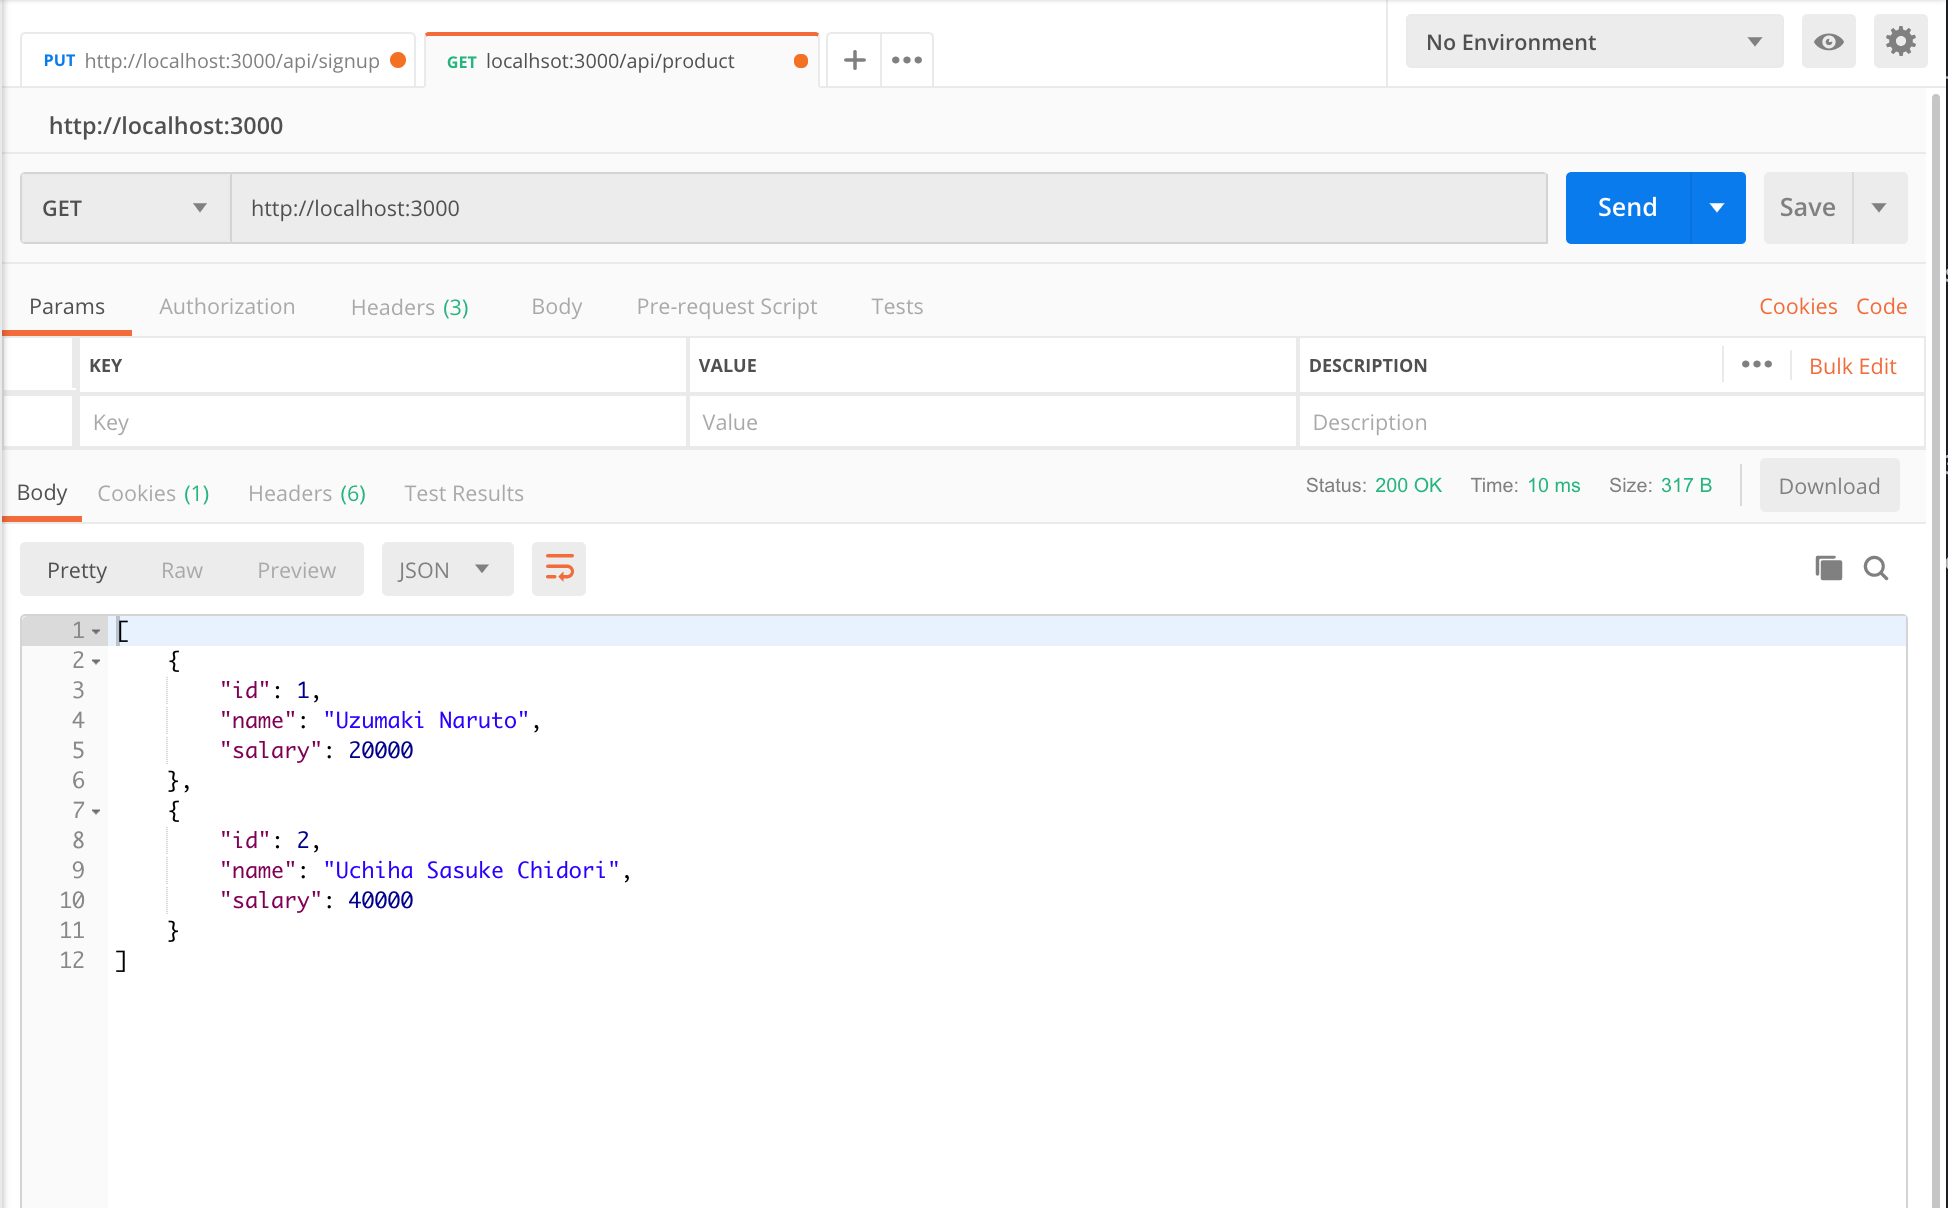 PUT http://localhost:3000/api/signup GET localhsot:3000/api/product No Environment
http://localhost:3000
GET http://localhost:3000 Send Save
Params Authorization Headers (3) Body Pre-request Script Tests Cookies Code
KEY VALUE DESCRIPTION Bulk Edit
Key Value Description
Body Cookies (1) Headers (6) Test Results Status: 200 OK Time: 10 ms Size: 317 B Download
Pretty Raw Preview JSON
1 [
2 {
3 "id": 1,
4 "name": "Uzumaki Naruto",
5 "salary": 20000
6 },
7 {
8 "id": 2,
9 "name": "Uchiha Sasuke Chidori",
10 "salary": 40000
11 }
12 ]